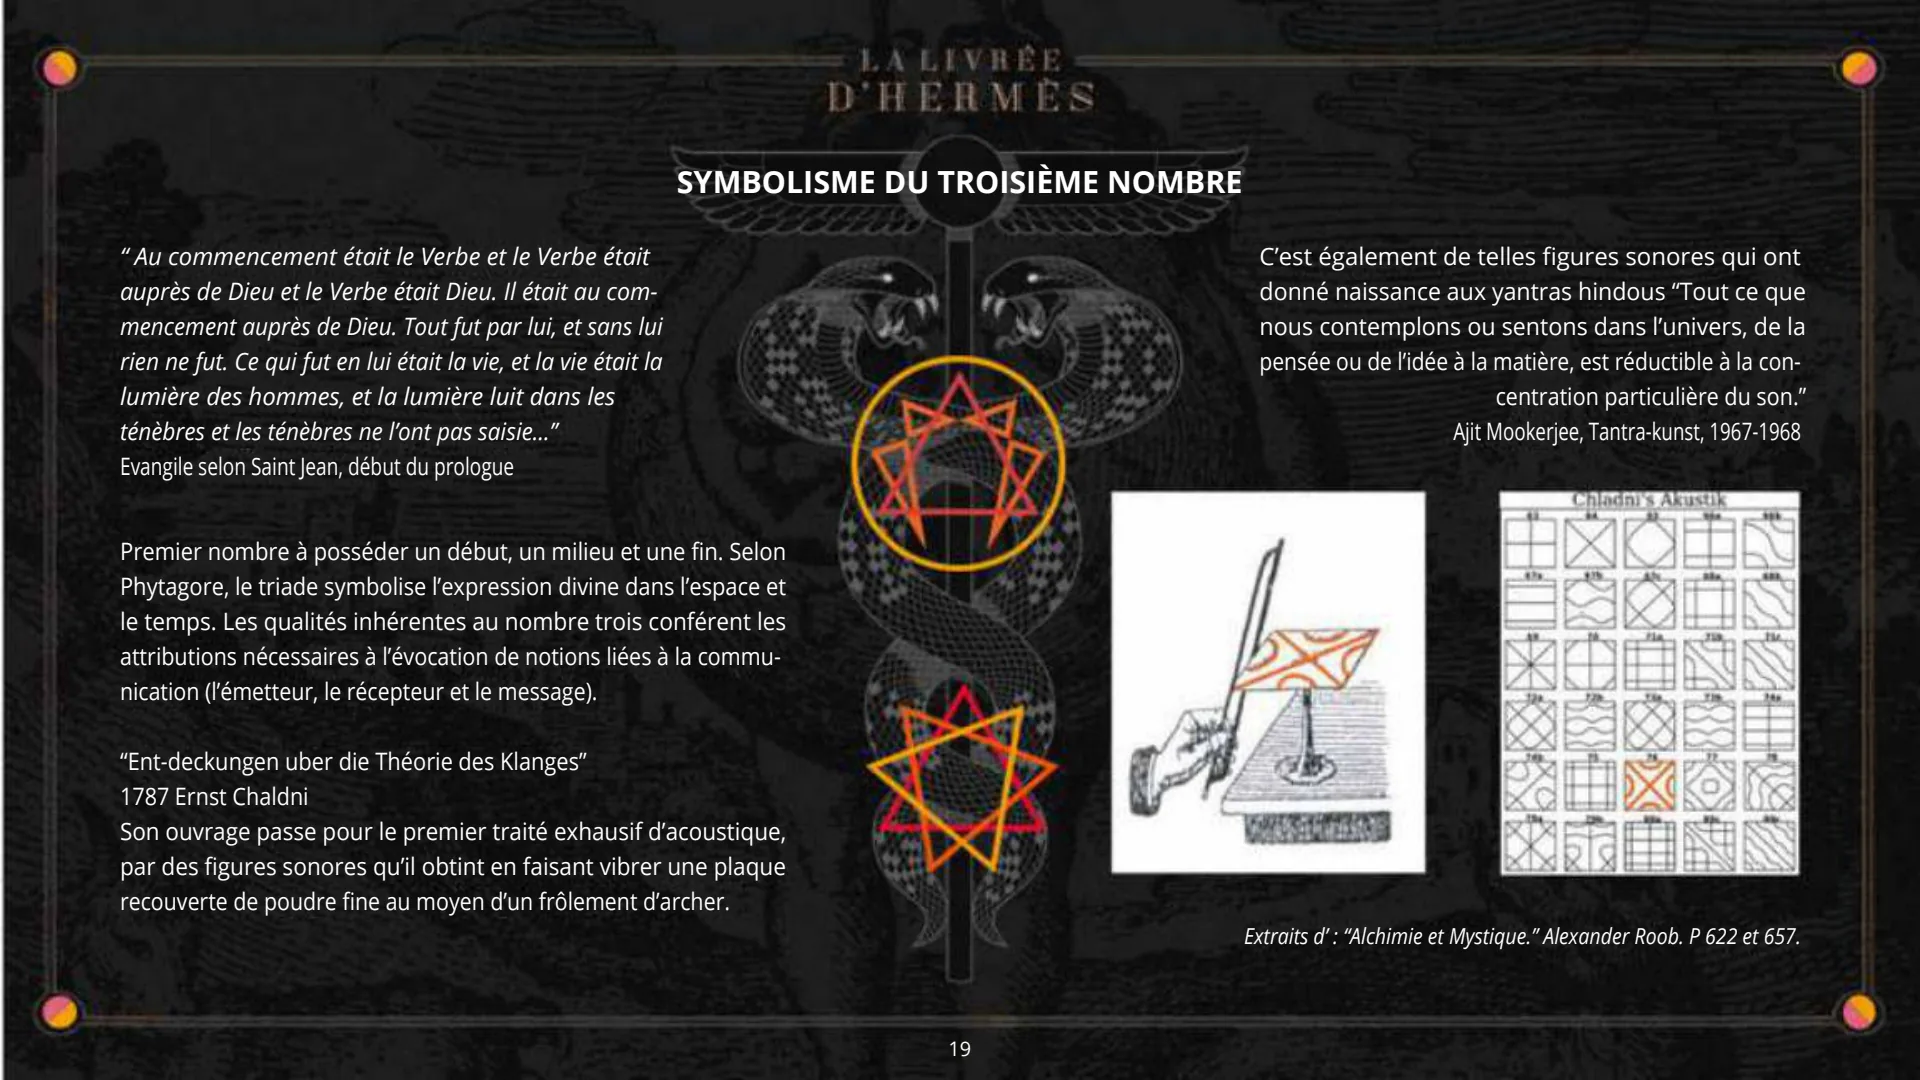 LA LIVRÉE
D'HERMÈS
SYMBOLISME DU TROISIÈME NOMBRE
“ Au commencement était le Verbe et le Verbe était
auprès de Dieu et le Verbe était Dieu. Il était au com-
mencement auprès de Dieu. Tout fut par lui, et sans lui
rien ne fut. Ce qui fut en lui était la vie, et la vie était la
lumière des hommes, et la lumière luit dans les
ténèbres et les ténèbres ne l’ont pas saisie...”
Evangile selon Saint Jean, début du prologue
Premier nombre à posséder un début, un milieu et une fin. Selon
Phytagore, le triade symbolise l’expression divine dans l’espace et
le temps. Les qualités inhérentes au nombre trois conférent les
attributions nécessaires à l’évocation de notions liées à la commu-
nication (l’émetteur, le récepteur et le message).
“Ent-deckungen uber die Théorie des Klanges”
1787 Ernst Chaldni
Son ouvrage passe pour le premier traité exhausif d’acoustique,
par des figures sonores qu’il obtint en faisant vibrer une plaque
recouverte de poudre fine au moyen d’un frôlement d’archer.
C’est également de telles figures sonores qui ont
donné naissance aux yantras hindous “Tout ce que
nous contemplons ou sentons dans l’univers, de la
pensée ou de l’idée à la matière, est réductible à la con-
centration particulière du son.”
Ajit Mookerjee, Tantra-kunst, 1967-1968
Chladni's Akustik
Extraits d’ : “Alchimie et Mystique.” Alexander Roob. P 622 et 657.
19